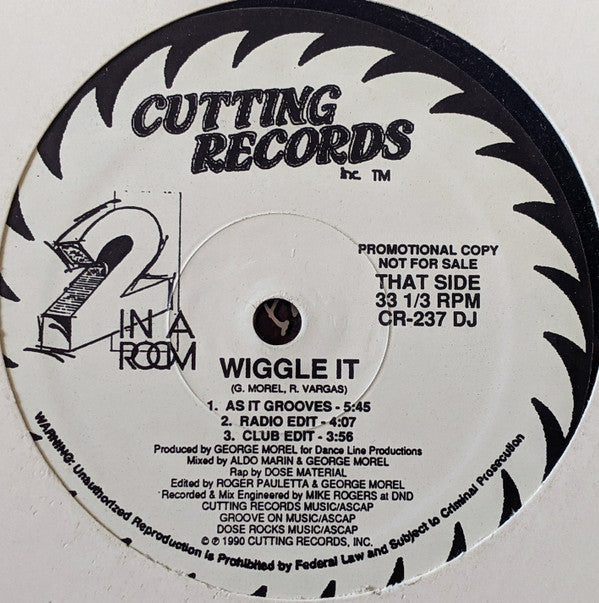 CUTTING
RECORDS
Inc. TM
2
IN A
ROOM
PROMOTIONAL COPY
NOT FOR SALE
THAT SIDE
33 1/3 RPM
CR-237 DJ
WIGGLE IT
(G. MOREL, R. VARGAS)
1. AS IT GROOVES - 5:45
2. RADIO EDIT - 4:07
3. CLUB EDIT - 3:56
Produced by GEORGE MOREL for Dance Line Productions
Mixed by ALDO MARIN & GEORGE MOREL
Rap by DOSE MATERIAL
Edited by ROGER PAULETTA & GEORGE MOREL
Recorded & Mix Engineered by MIKE ROGERS at DND
CUTTING RECORDS MUSIC/ASCAP
GROOVE ON MUSIC/ASCAP
DOSE ROCKS MUSIC/ASCAP
© ℗ 1990 CUTTING RECORDS, INC.
WARNING: Unauthorized Reproduction is Prohibited by Federal Law and Subject to Criminal Prosecution